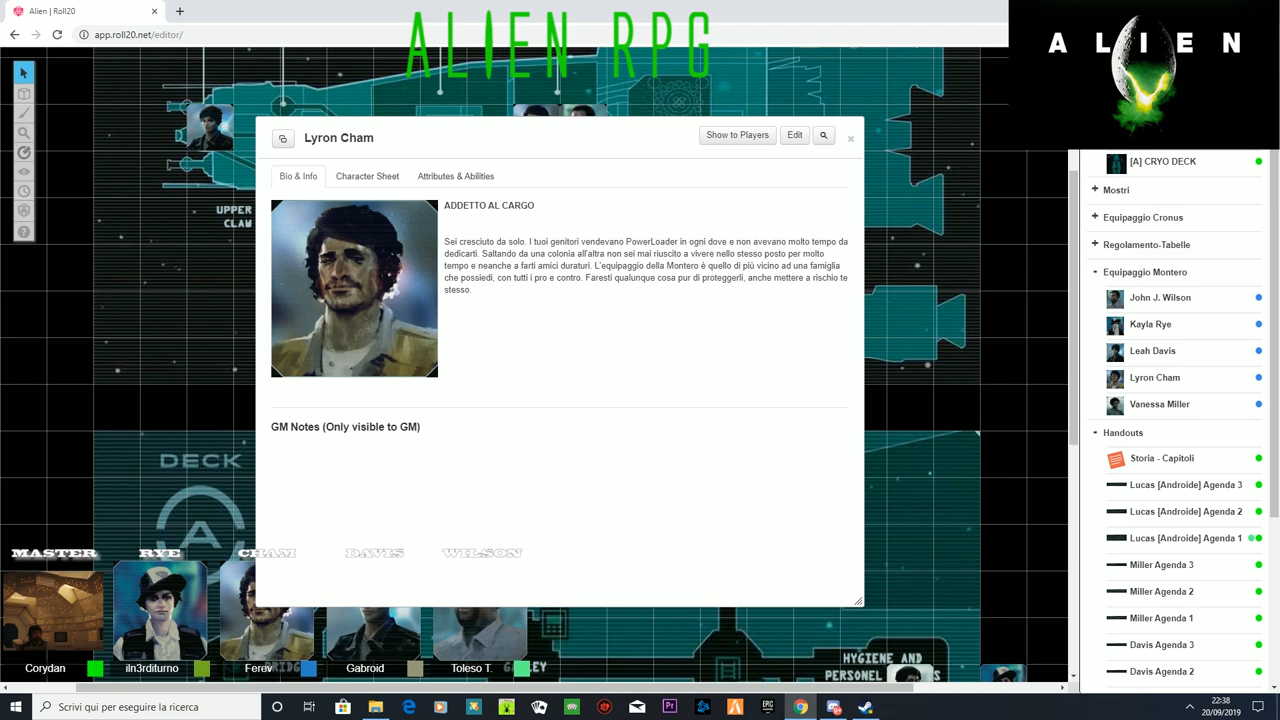 Alien | Roll20
app.roll20.net/editor/
ALIEN RPG
ALIEN
UPPER
CLAW
Lyron Cham
Show to Players
Edit
Bio & Info
Character Sheet
Attributes & Abilities
ADDETTO AL CARGO
Sei cresciuto da solo. I tuoi genitori vendevano PowerLoader in ogni dove e non avevano molto tempo da
dedicarti. Saltando da una colonia all'altra non sei mai riuscito a vivere nello stesso posto per molto
tempo e neanche a farti amici duraturi. L'equipaggio della Montero è quello di più vicino ad una famiglia
che possiedi, con tutti i pro e contro. Faresti qualunque cosa pur di proteggerli, anche mettere a rischio te
stesso.
GM Notes (Only visible to GM)
[A] CRYO DECK
Mostri
Equipaggio Cronus
Regolamento-Tabelle
Equipaggio Montero
John J. Wilson
Kayla Rye
Leah Davis
Lyron Cham
Vanessa Miller
Handouts
Storia - Capitoli
Lucas [Androide] Agenda 3
Lucas [Androide] Agenda 2
Lucas [Androide] Agenda 1
Miller Agenda 3
Miller Agenda 2
Miller Agenda 1
Davis Agenda 3
Davis Agenda 2
DECK
A
MASTER
RYE
CHAM
DAVIS
WILSON
Corydan
iln3rditurno
Ferev
Gabroid
Toleso T.
HYGIENE AND
PERSONEL
Scrivi qui per eseguire la ricerca
Pr
EPIC
22:38
20/09/2019